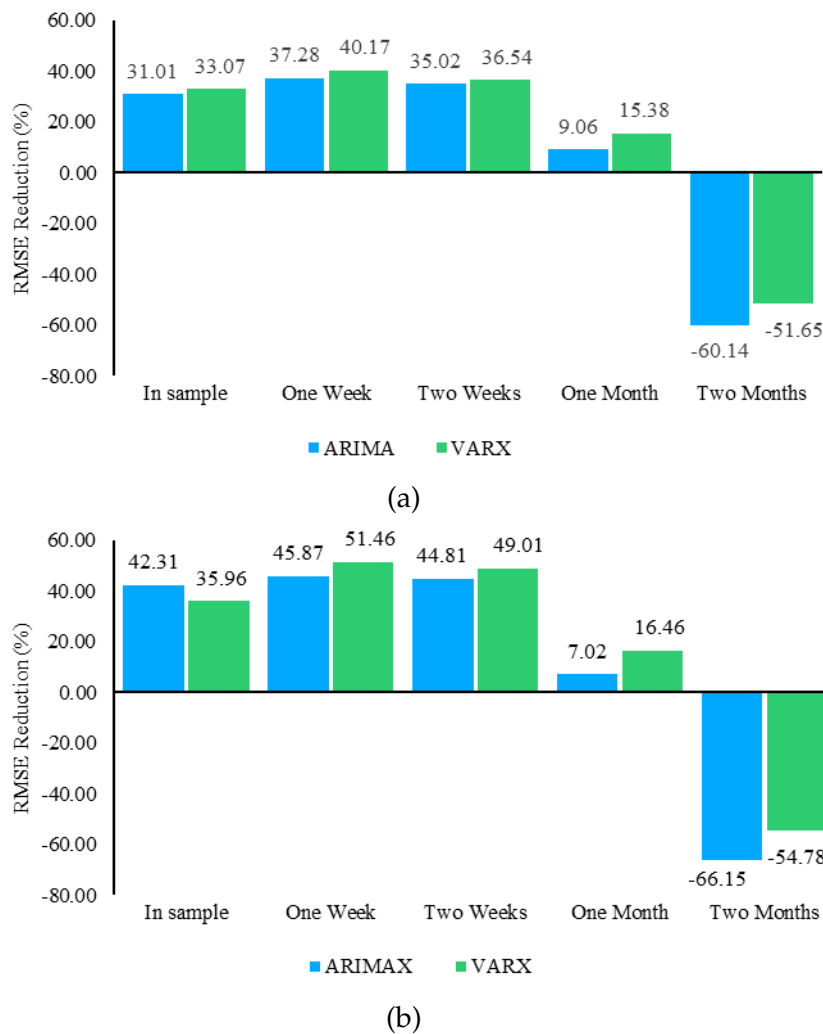 60.00
40.00
20.00
0.00
-20.00
-40.00
-60.00
-80.00
RMSE Reduction (%)
31.01 33.07 37.28 40.17 35.02 36.54 9.06 15.38 -60.14 -51.65
In sample One Week Two Weeks One Month Two Months
ARIMA VARX
(a)
60.00
40.00
20.00
0.00
-20.00
-40.00
-60.00
-80.00
RMSE Reduction (%)
42.31 35.96 45.87 51.46 44.81 49.01 7.02 16.46 -66.15 -54.78
In sample One Week Two Weeks One Month Two Months
ARIMAX VARX
(b)